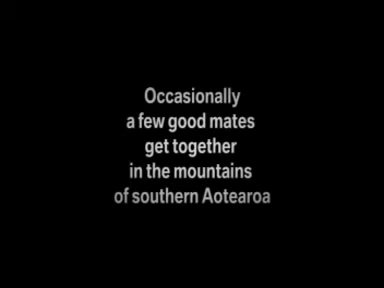 Occasionally
a few good mates
get together
in the mountains
of southern Aotearoa